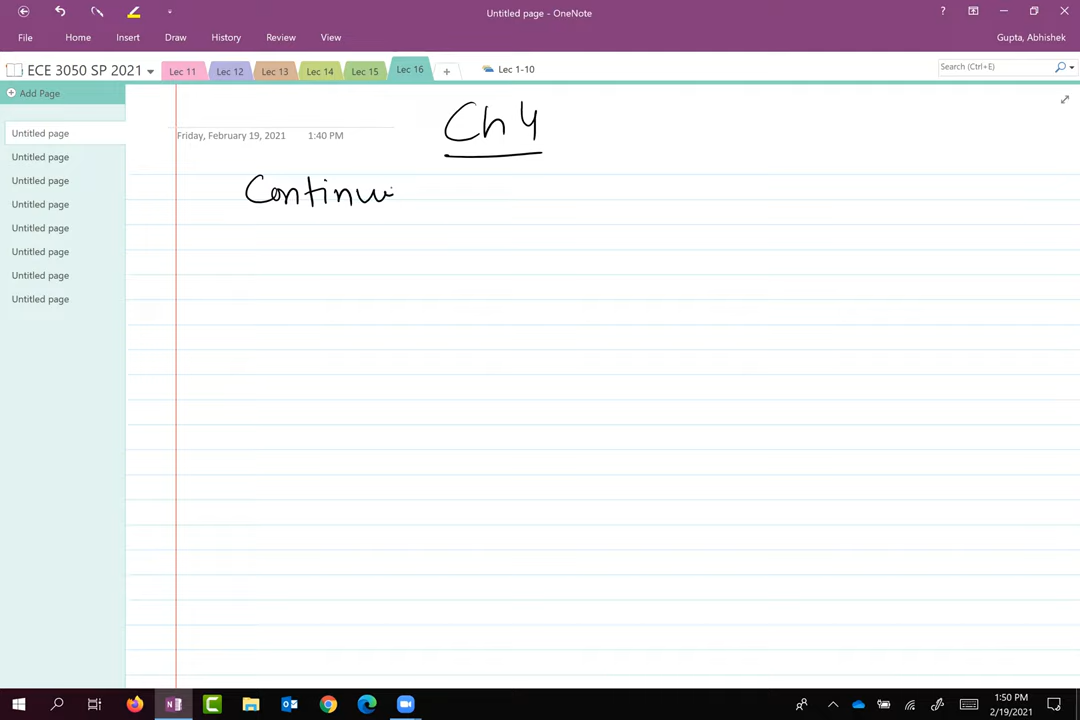 Untitled page - OneNote
?
File Home Insert Draw History Review View
Gupta, Abhishek
ECE 3050 SP 2021
Lec 11
Lec 12
Lec 13
Lec 14
Lec 15
Lec 16
+
Lec 1-10
Search (Ctrl+E)
Add Page
Ch 4
Untitled page
Friday, February 19, 2021 1:40 PM
Untitled page
Untitled page
Continu
Untitled page
Untitled page
Untitled page
Untitled page
Untitled page
1:50 PM
2/19/2021